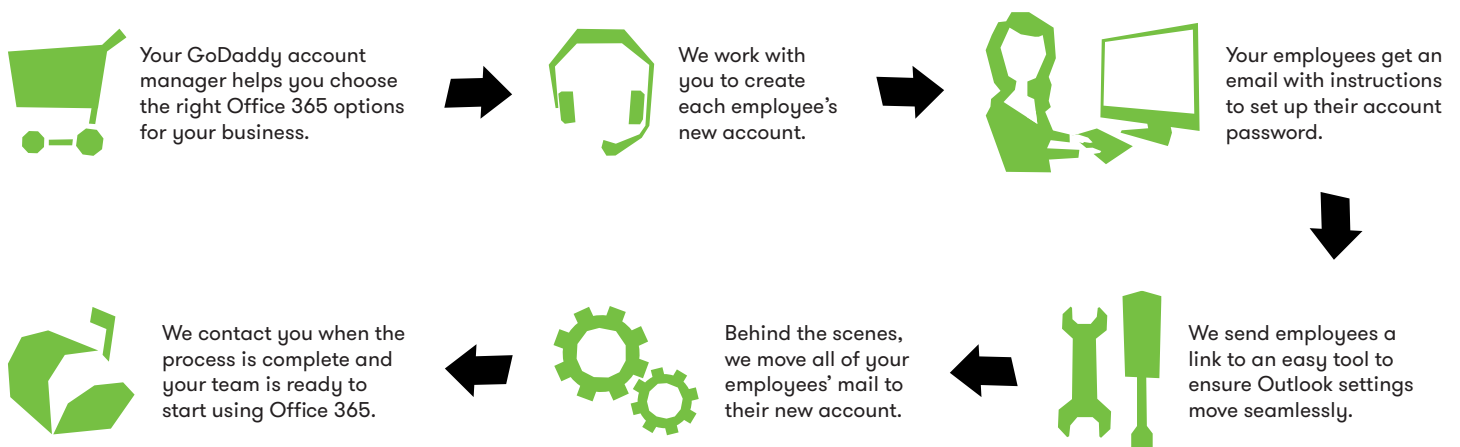 Your GoDaddy account
manager helps you choose
the right Office 365 options
for your business.
We work with
you to create
each employee's
new account.
Your employees get an
email with instructions
to set up their account
password.
We send employees a
link to an easy tool to
ensure Outlook settings
move seamlessly.
Behind the scenes,
we move all of your
employees' mail to
their new account.
We contact you when the
process is complete and
your team is ready to
start using Office 365.